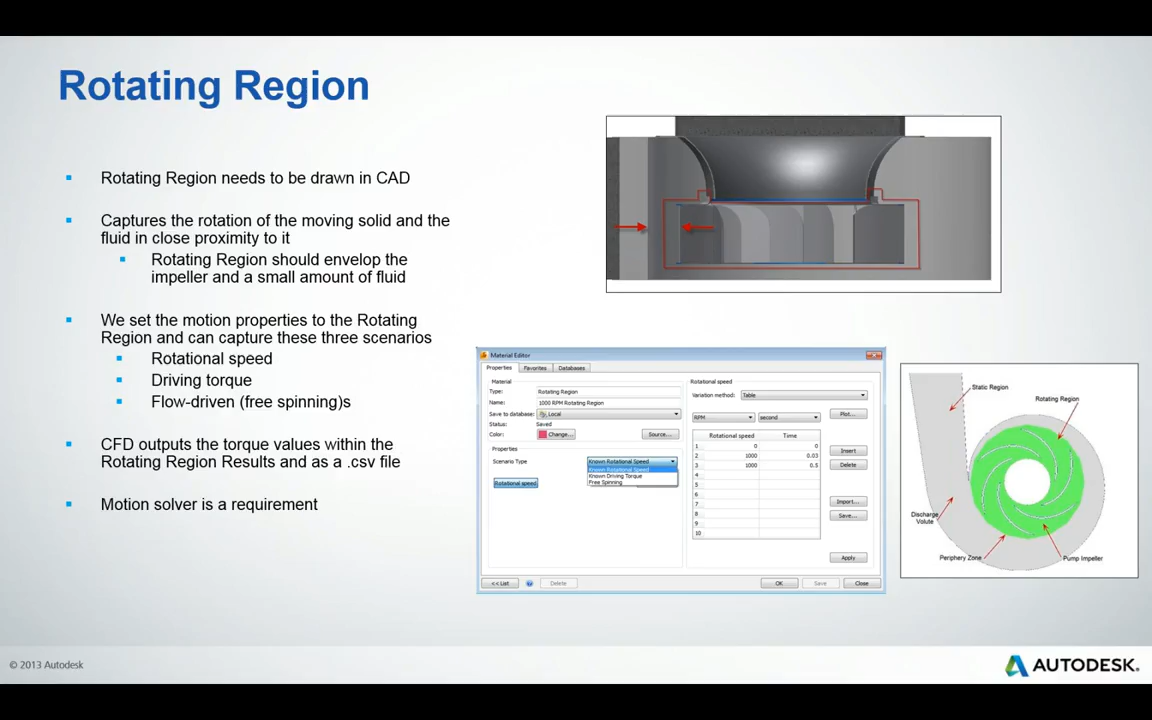 Rotating Region
Rotating Region needs to be drawn in CAD
Captures the rotation of the moving solid and the
fluid in close proximity to it
Rotating Region should envelop the
impeller and a small amount of fluid
We set the motion properties to the Rotating
Region and can capture these three scenarios
Rotational speed
Driving torque
Flow-driven (free spinning)s
CFD outputs the torque values within the
Rotating Region Results and as a .csv file
Motion solver is a requirement
Material Editor
Properties Favorites Databases
Material
Type: Rotating Region
Name: 1000 RPM Rotating Region
Save to database: Local
Status: Saved
Color: Change... Source...
Properties
Scenario Type Known Rotational Speed
Known Rotational Speed
Known Driving Torque
Free Spinning
Rotational speed
Rotational speed
Variation method: Table
RPM second Plot...
Rotational speed Time
1 0 0
2 1000 0.03
3 1000 0.5
4
5
6
7
8
9
10
Insert
Delete
Import...
Save...
Apply
<< List Delete OK Save Close
Static Region
Rotating Region
Discharge
Volute
Periphery Zone
Pump Impeller
© 2013 Autodesk
AUTODESK.